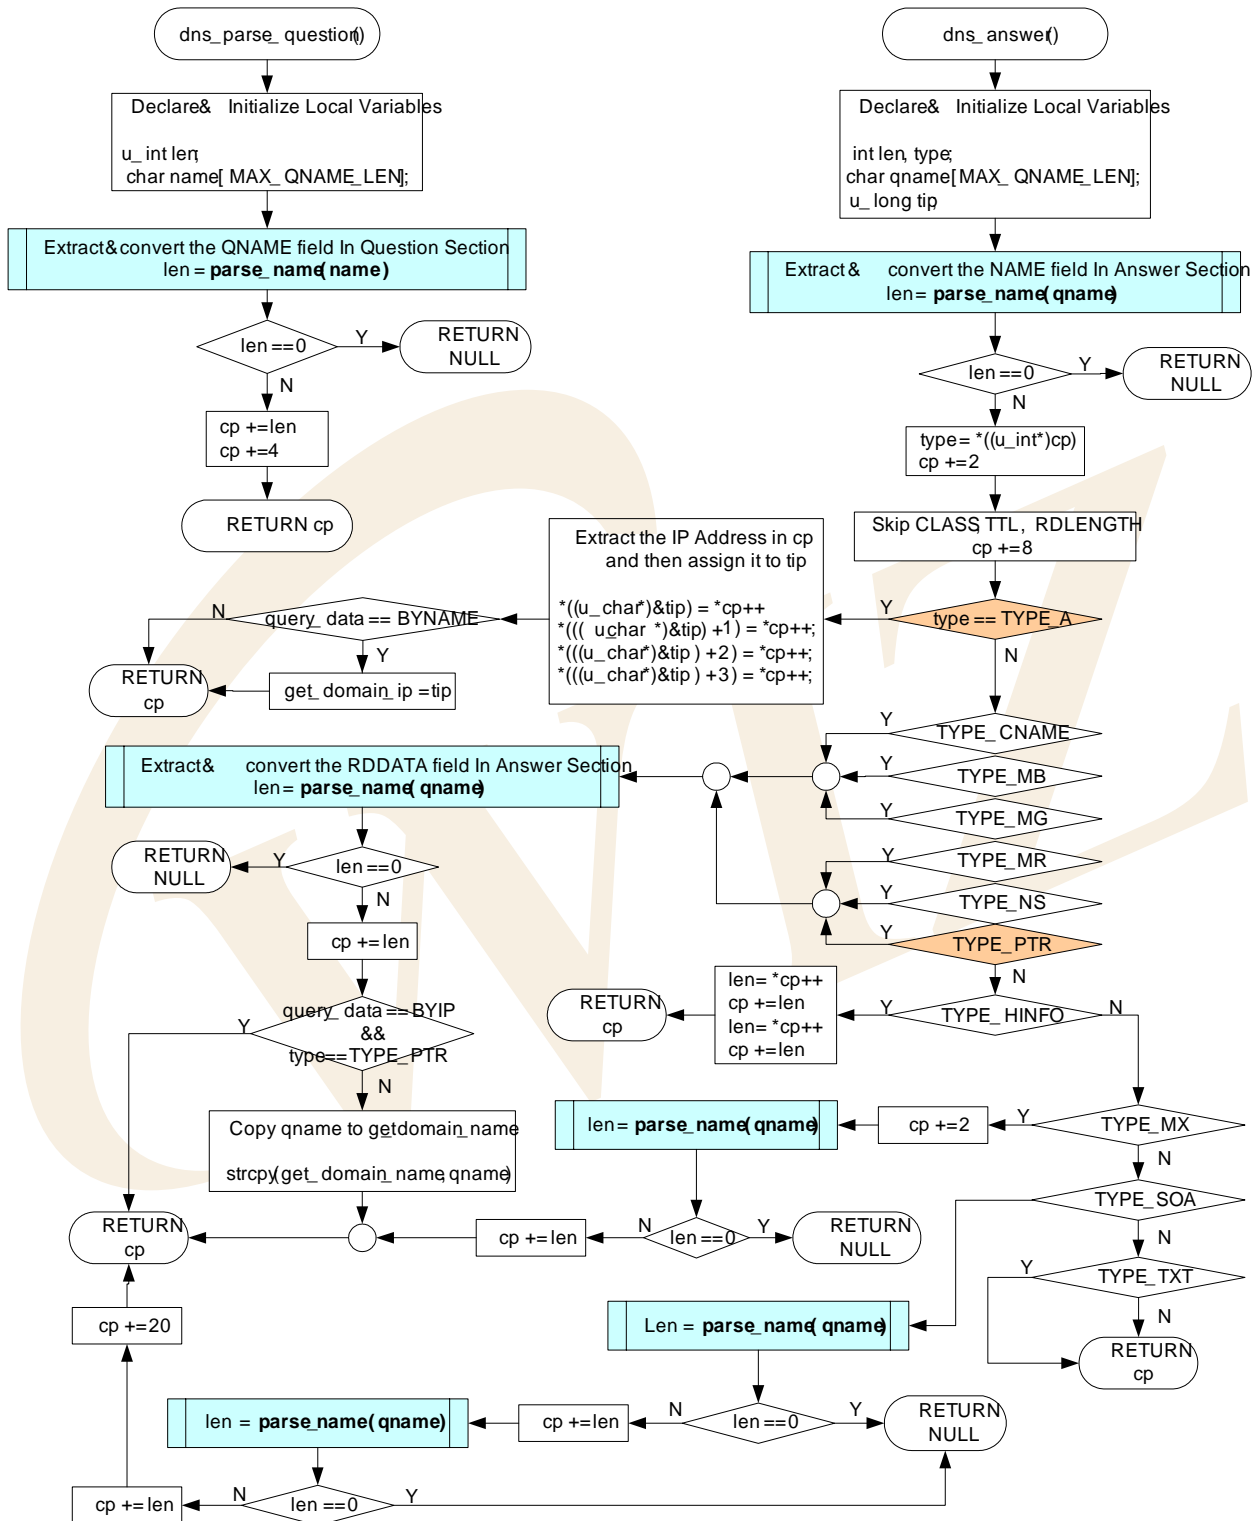 dns_parse_question()
Declare& Initialize Local Variables
u_int len;
char name[MAX_QNAME_LEN];
Extract&convert the QNAME field In Question Section
len = parse_name(name)
len ==0
Y
RETURN
NULL
N
cp +=len
cp +=4
RETURN cp
dns_answer()
Declare& Initialize Local Variables
int len, type;
char qname[MAX_QNAME_LEN];
u_long tip
Extract& convert the NAME field In Answer Section
len= parse_name(qname)
len ==0
Y
RETURN
NULL
N
type= *((u_int*)cp)
cp +=2
Skip CLASS, TTL, RDLENGTH
cp +=8
type == TYPE_A
Y
N
Extract the IP Address in cp
and then assign it to tip
*((u_char*)&tip) = *cp++
*(((u_char *)&tip) +1) = *cp++;
*(((u_char*)&tip ) +2 ) = *cp++;
*(((u_char*)&tip ) +3 ) = *cp++;
query_data == BYNAME
N
Y
get_domain_ip =tip
RETURN
cp
TYPE_CNAME
Y
TYPE_MB
Y
TYPE_MG
Y
TYPE_MR
Y
TYPE_NS
Y
TYPE_PTR
Y
N
Extract& convert the RDDATA field In Answer Section
len= parse_name(qname)
len ==0
Y
RETURN
NULL
N
cp +=len
query_data==BYIP
&&
type==TYPE_PTR
Y
N
Copy qname to getdomain_name
strcpy(get_domain_name,qname)
RETURN
cp
TYPE_HINFO
Y
N
len= *cp++
cp +=len
len= *cp++
cp +=len
RETURN
cp
TYPE_MX
Y
N
cp +=2
len= parse_name(qname)
len ==0
N
Y
cp +=len
RETURN
NULL
TYPE_SOA
N
TYPE_TXT
Y
N
RETURN
cp
Len = parse_name(qname)
len ==0
N
Y
cp +=len
RETURN
NULL
len = parse_name(qname)
len ==0
N
Y
cp +=len
cp +=20